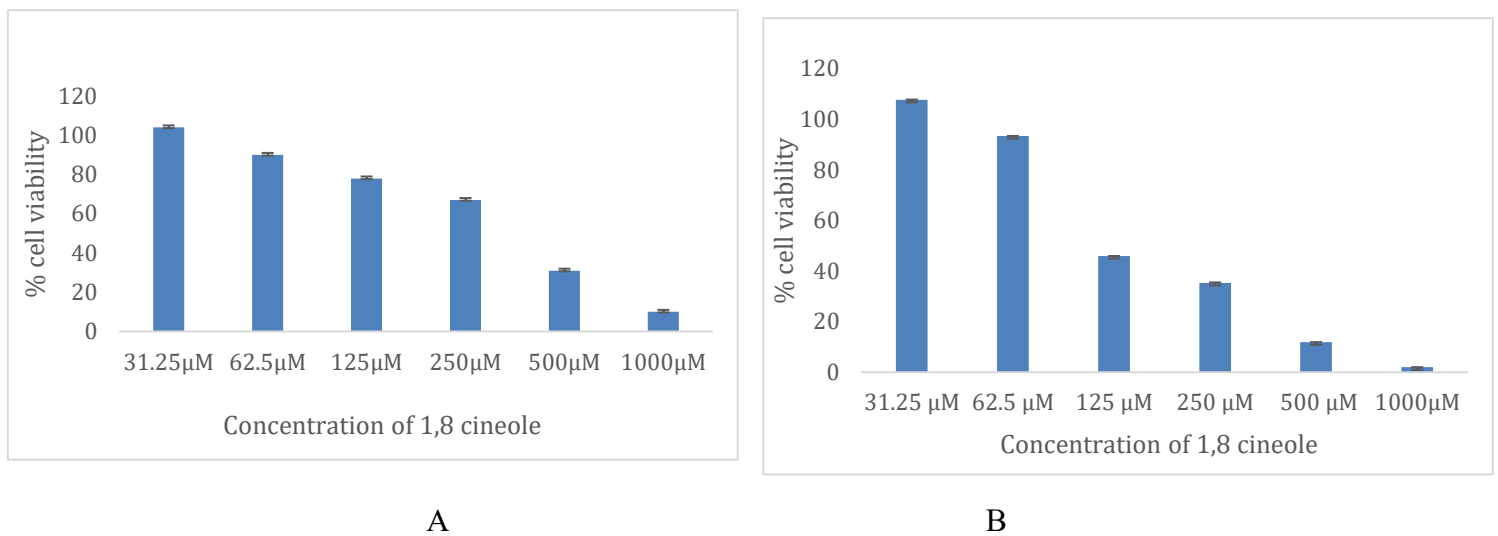 120
100
80
60
40
20
0
% cell viability
31.25µM 62.5µM 125µM 250µM 500µM 1000µM
Concentration of 1,8 cineole
A
120
100
80
60
40
20
0
% cell viability
31.25 µM 62.5 µM 125 µM 250 µM 500 µM 1000µM
Concentration of 1,8 cineole
B